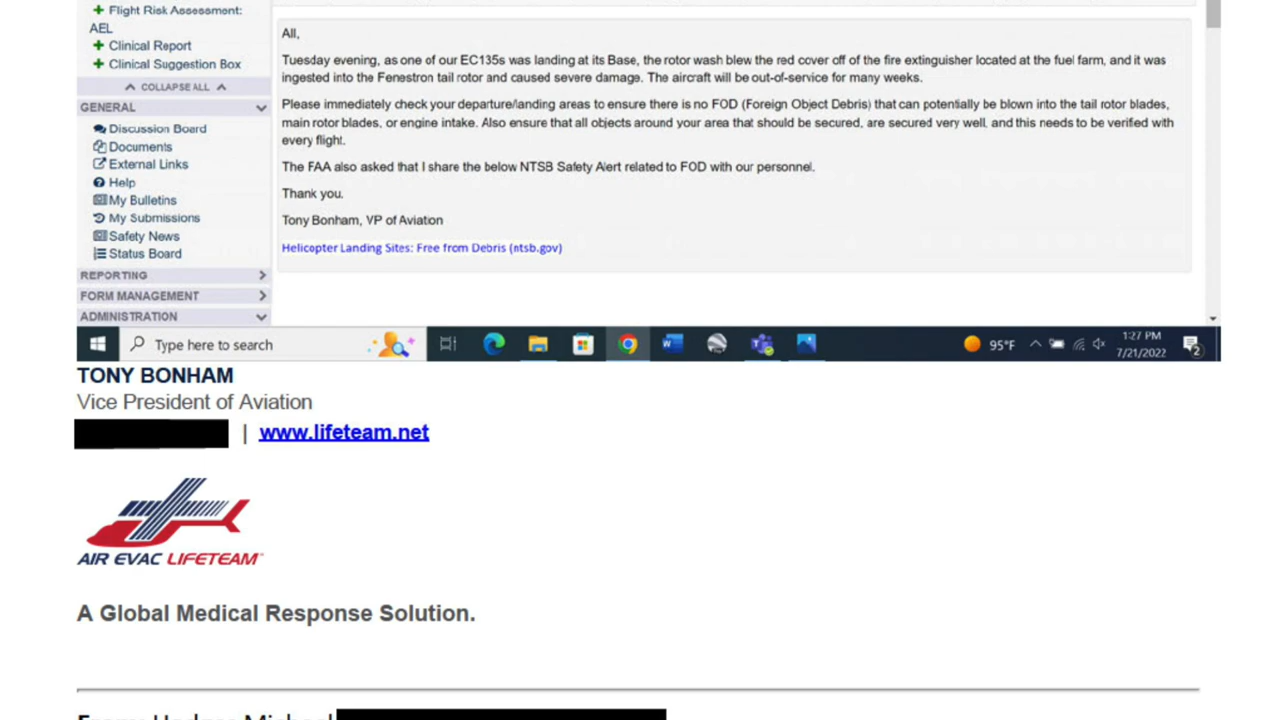 Flight Risk Assessment:
AEL
Clinical Report
Clinical Suggestion Box
COLLAPSE ALL
GENERAL
Discussion Board
Documents
External Links
Help
My Bulletins
My Submissions
Safety News
Status Board
REPORTING
FORM MANAGEMENT
ADMINISTRATION
All,
Tuesday evening, as one of our EC135s was landing at its Base, the rotor wash blew the red cover off of the fire extinguisher located at the fuel farm, and it was
ingested into the Fenestron tail rotor and caused severe damage. The aircraft will be out-of-service for many weeks.
Please immediately check your departure/landing areas to ensure there is no FOD (Foreign Object Debris) that can potentially be blown into the tail rotor blades,
main rotor blades, or engine intake. Also ensure that all objects around your area that should be secured, are secured very well, and this needs to be verified with
every flight.
The FAA also asked that I share the below NTSB Safety Alert related to FOD with our personnel.
Thank you.
Tony Bonham, VP of Aviation
Helicopter Landing Sites: Free from Debris (ntsb.gov)
Type here to search
95°F
1:27 PM
7/21/2022
2
TONY BONHAM
Vice President of Aviation
| www.lifeteam.net
AIR EVAC LIFETEAM
A Global Medical Response Solution.